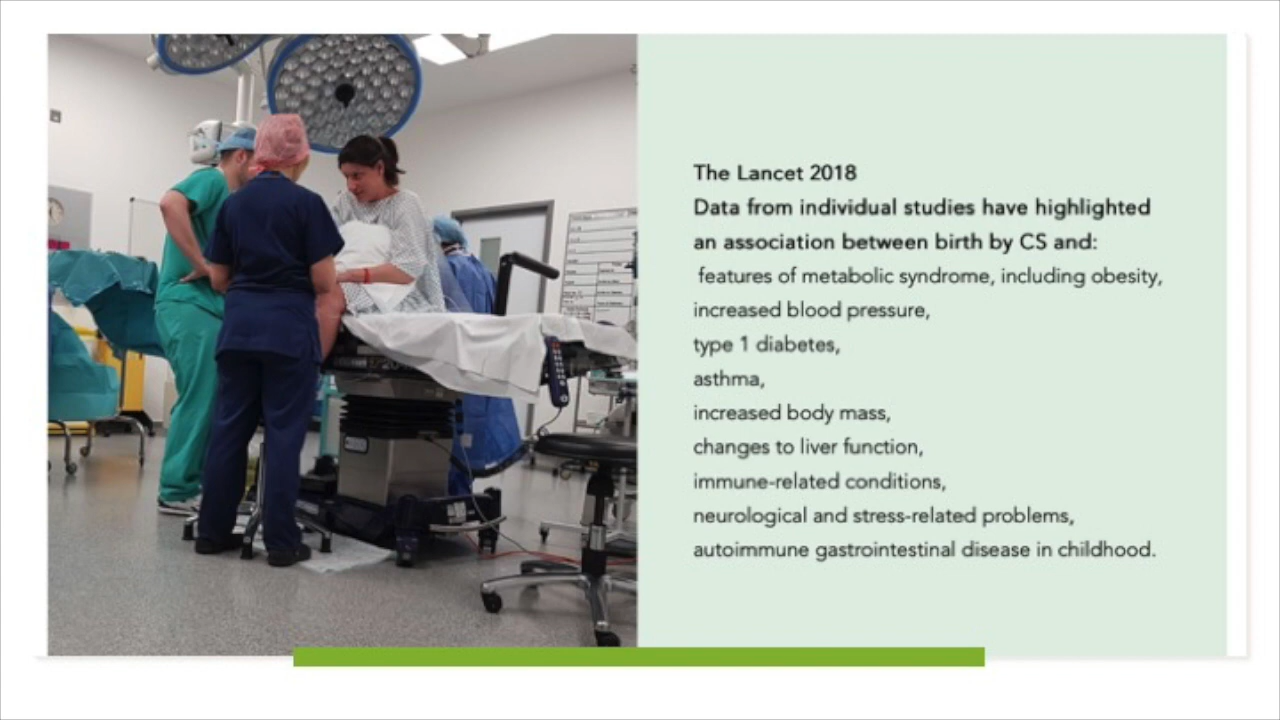 The Lancet 2018
Data from individual studies have highlighted
an association between birth by CS and:
features of metabolic syndrome, including obesity,
increased blood pressure,
type 1 diabetes,
asthma,
increased body mass,
changes to liver function,
immune-related conditions,
neurological and stress-related problems,
autoimmune gastrointestinal disease in childhood.